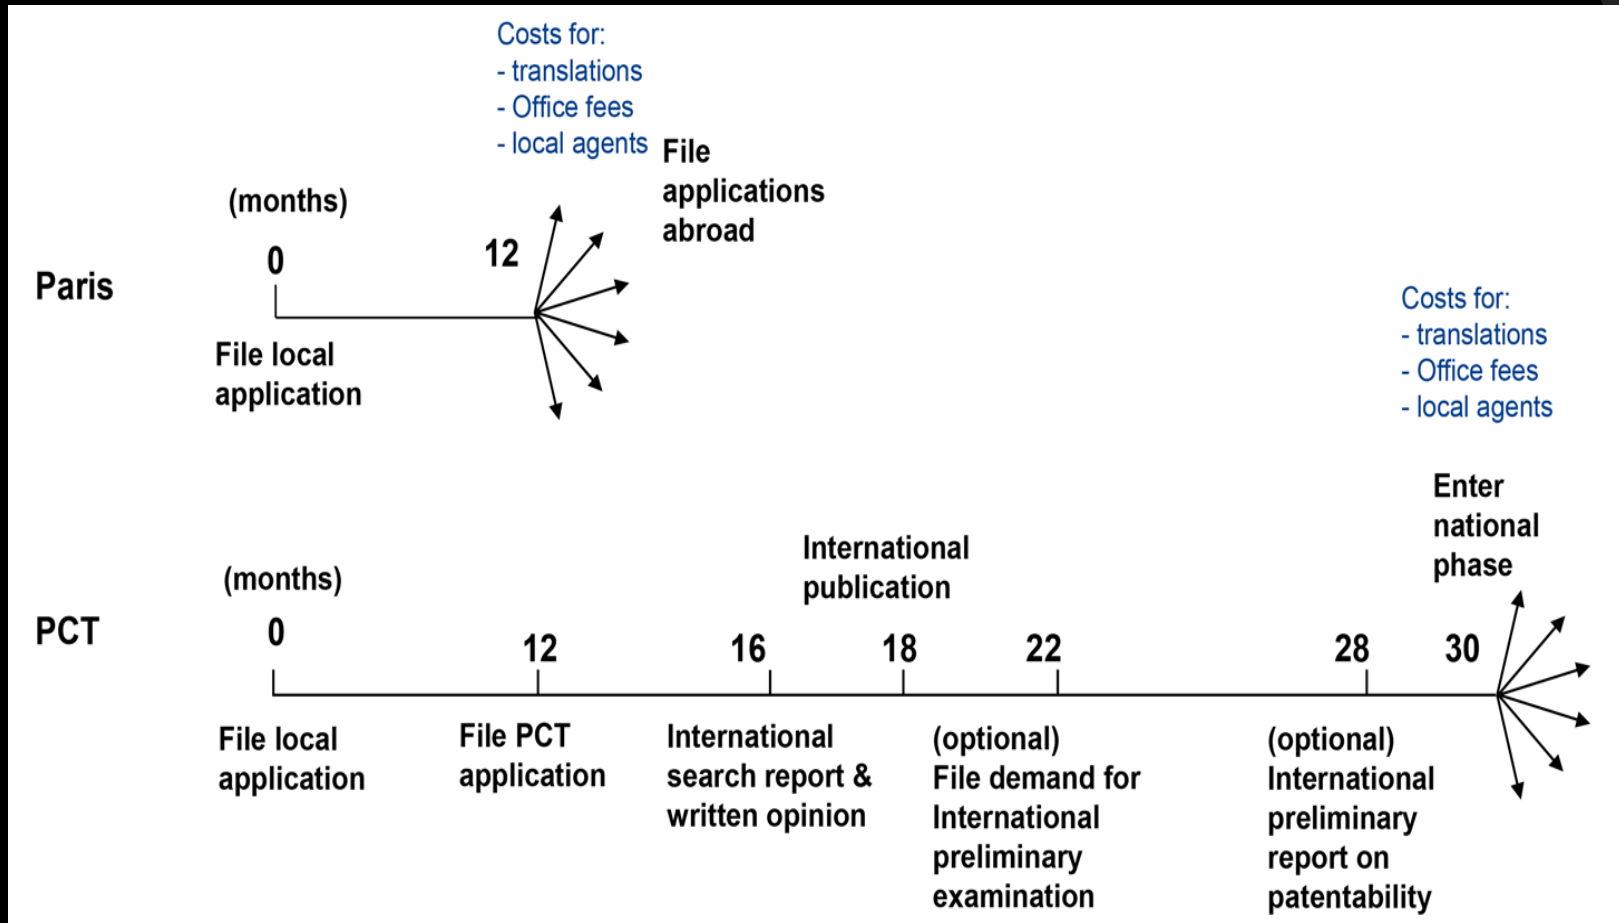 Costs for:
- translations
- Office fees
- local agents
File
applications
abroad
(months)
0
12
Paris
File local
application
Costs for:
- translations
- Office fees
- local agents
Enter
national
phase
International
publication
(months)
PCT
0
12
16
18
22
28
30
File local
application
File PCT
application
International
search report &
written opinion
(optional)
File demand for
International
preliminary
examination
(optional)
International
preliminary
report on
patentability